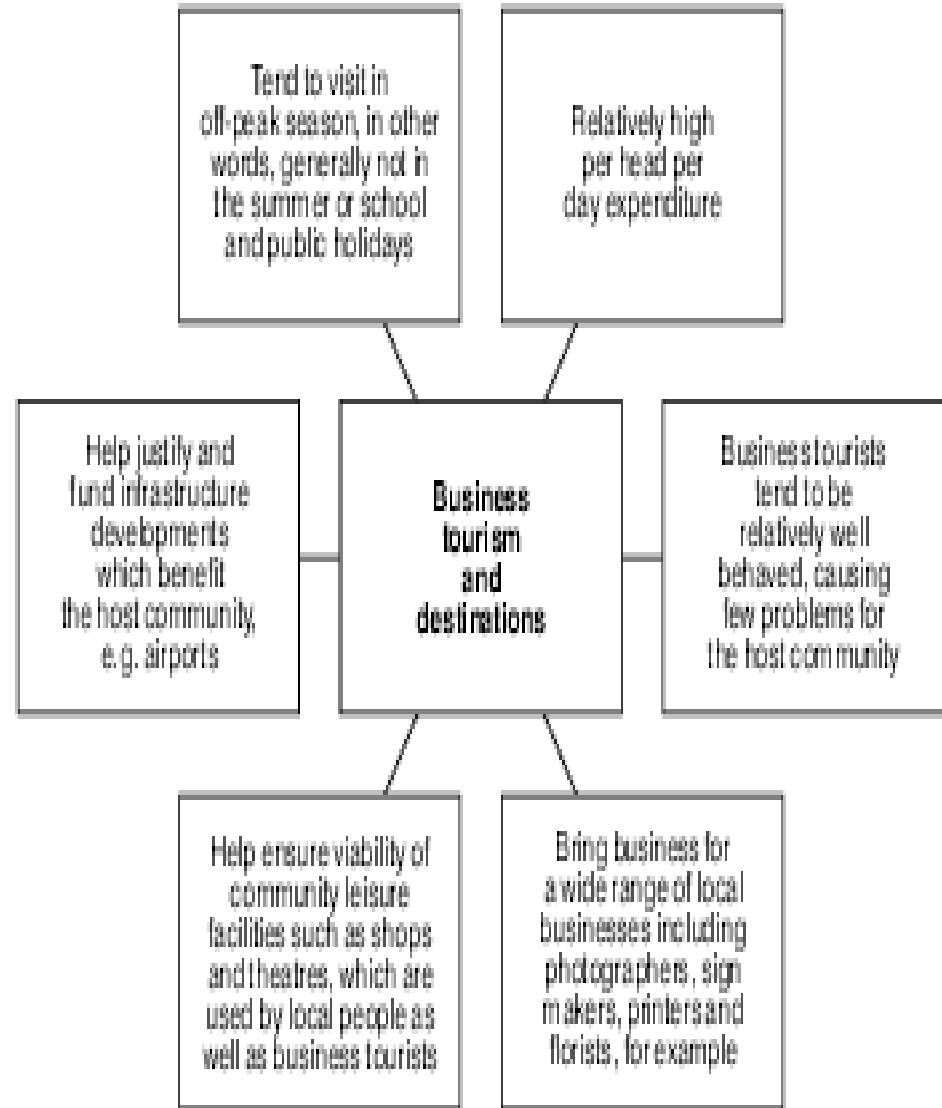 Tend to visit in
off-peak season, in other
words, generally not in
the summer or school
and public holidays
Relatively high
per head per
day expenditure
Help justify and
fund infrastructure
developments
which benefit
the host community,
e.g. airports
Business
tourism
and
destinations
Business tourists
tend to be
relatively well
behaved, causing
few problems for
the host community
Help ensure viability of
community leisure
facilities such as shops
and theatres, which are
used by local people as
well as business tourists
Bring business for
a wide range of local
businesses including
photographers, sign
makers, printers and
florists, for example